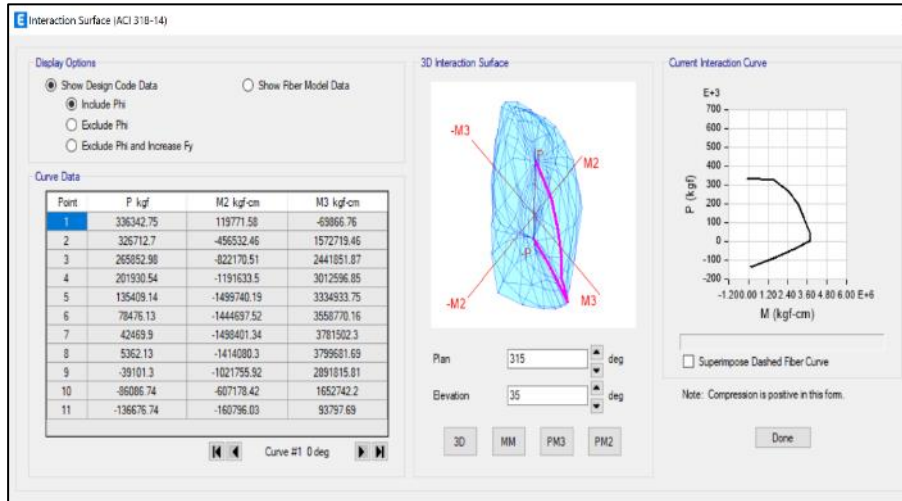 E Interaction Surface (ACI 318-14)
Display Options
Show Design Code Data Show Fiber Model Data
Include Phi
Exclude Phi
Exclude Phi and Increase Fy
Curve Data
Point P kgf M2 kgf-cm M3 kgf-cm
1 336342.75 119771.58 -69866.76
2 326712.7 -456532.46 1572719.46
3 265852.98 -822170.51 2441851.87
4 201930.54 -1191633.5 3012596.85
5 135409.14 -1499740.19 3334933.75
6 78476.13 -1444697.52 3558770.16
7 42469.9 -1498401.34 3781502.3
8 5362.13 -1414080.3 3799681.69
9 -39101.3 -1021755.92 2891815.81
10 -86086.74 -607178.42 1652742.2
11 -136676.74 -160796.03 93797.69
Curve #1 0 deg
3D Interaction Surface
-M3
P
M2
-P
-M2
M3
Plan 315 deg
Elevation 35 deg
3D MM PM3 PM2
Current Interaction Curve
E+3
700
600
500
400
300
200
100
0
-100
-200
P (kgf)
-1.20 0.00 1.20 2.40 3.60 4.80 6.00 E+6
M (kgf-cm)
Superimpose Dashed Fiber Curve
Note: Compression is positive in this form.
Done